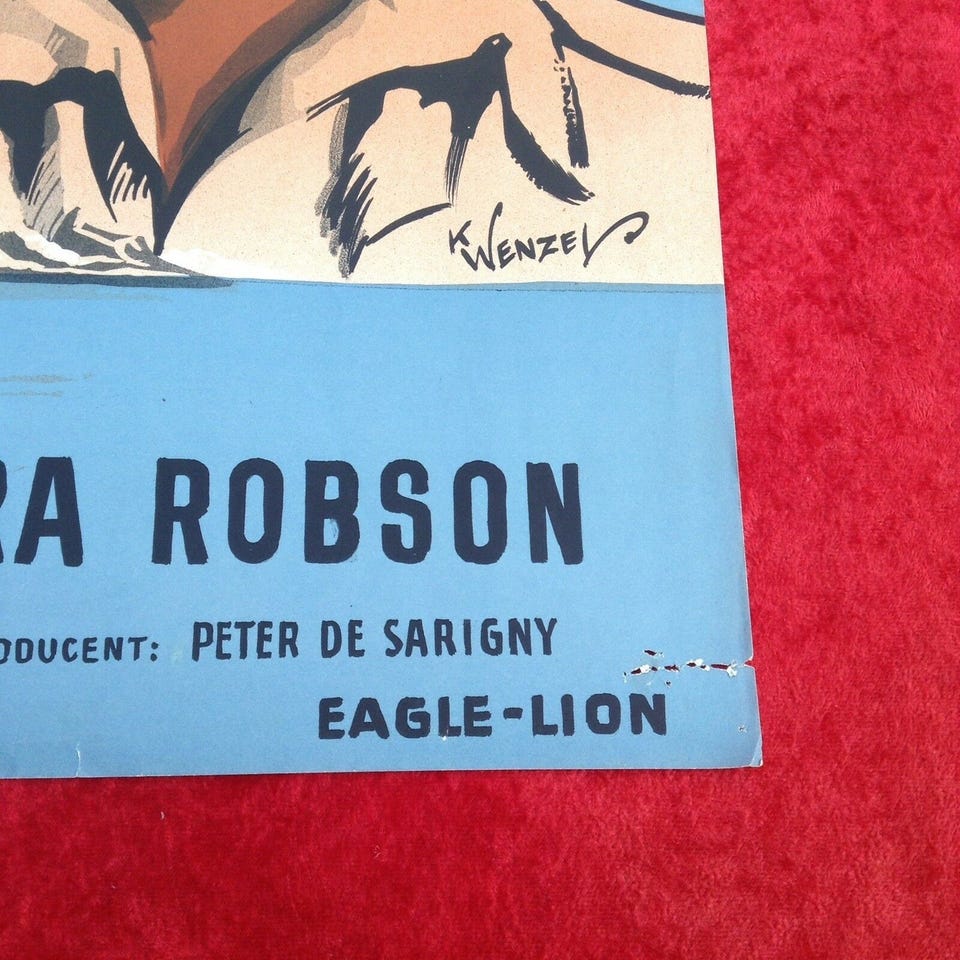 K WENZEL
RA ROBSON
ODUCENT: PETER DE SARIGNY
EAGLE-LION